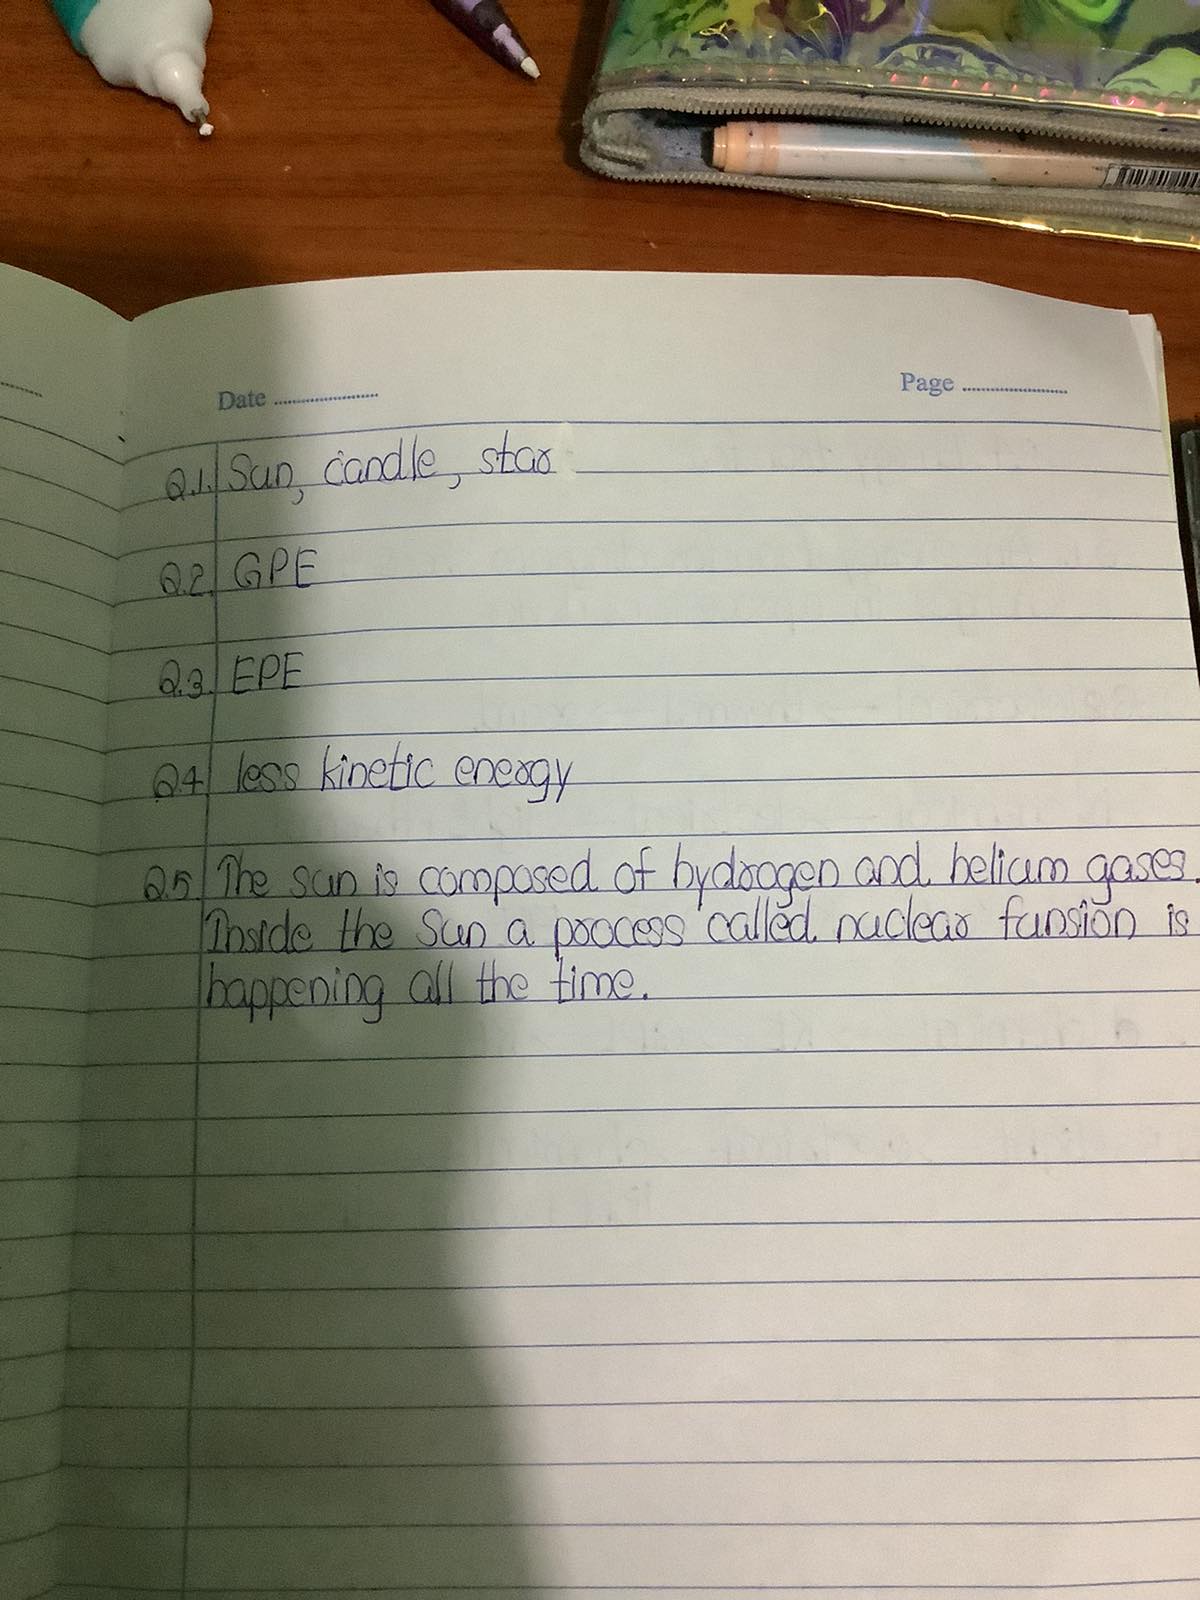 Date ....................
Page ....................
Q.1. Sun, candle, star
Q.2. GPE
Q.3. EPE
Q.4. less kinetic energy
Q.5. The sun is composed of hydrogen and helium gases.
Inside the Sun a process called nuclear funsion is
happening all the time.